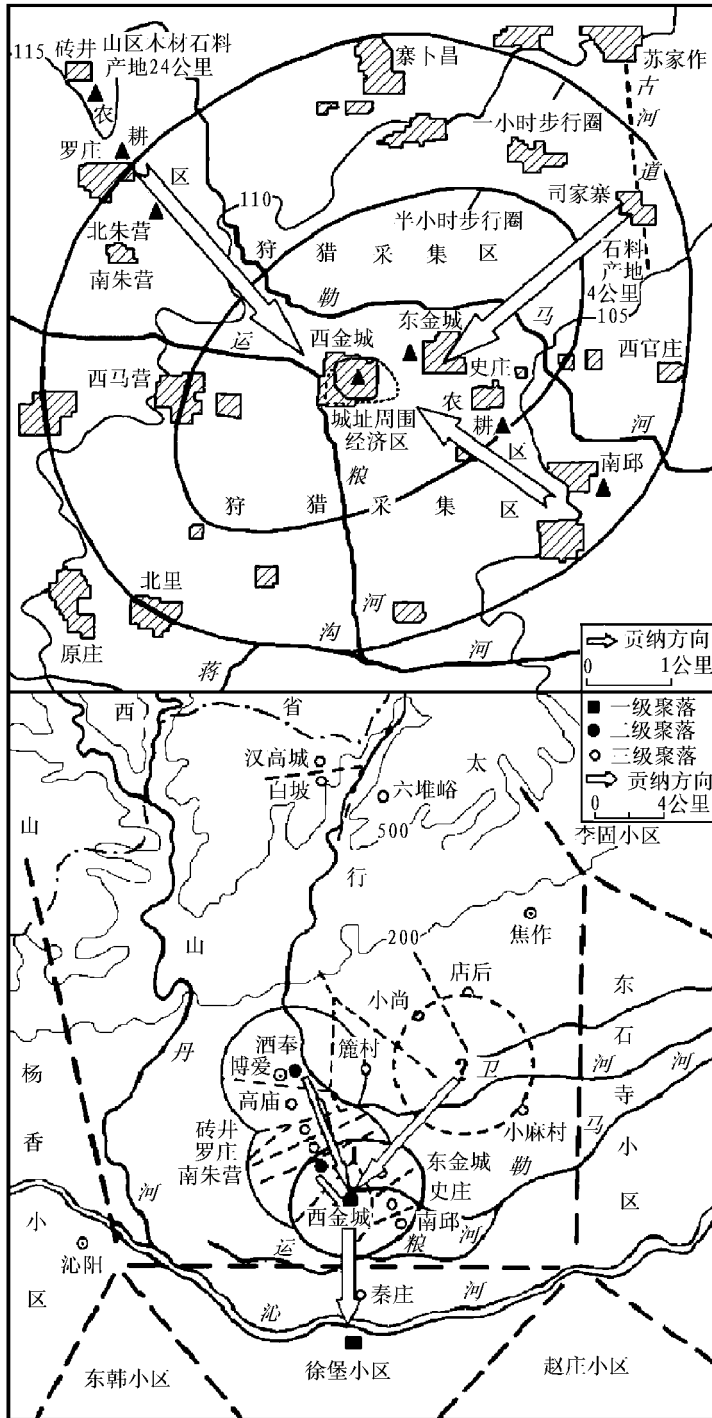 115
砖井
山区木材石料
产地24公里
寨卜昌
苏家作
农
耕
区
罗庄
古
河
道
一小时步行圈
110
司家寨
北朱营
南朱营
半小时步行圈
狩猎采集区
石料
产地
4公里
105
勒
马
河
运
粮
河
西金城
东金城
西马营
史庄
西官庄
城址周围
经济区
农
耕
区
南邱
狩猎采集区
北里
原庄
蒋
沟
河
贡纳方向
0 1公里
一级聚落
二级聚落
三级聚落
贡纳方向
0 4公里
山
西
省
汉高城
白坡
六堆峪
太
行
山
500
李固小区
焦作
200
店后
小尚
东
石
河
丹
河
洒奉
博爱
簏村
?
卫
河
高庙
砖井
罗庄
南朱营
小麻村
寺
小
区
杨
香
小
区
东金城
史庄
勒
马
河
西金城
南邱
运
粮
河
沁阳
沁
河
秦庄
东韩小区
徐堡小区
赵庄小区